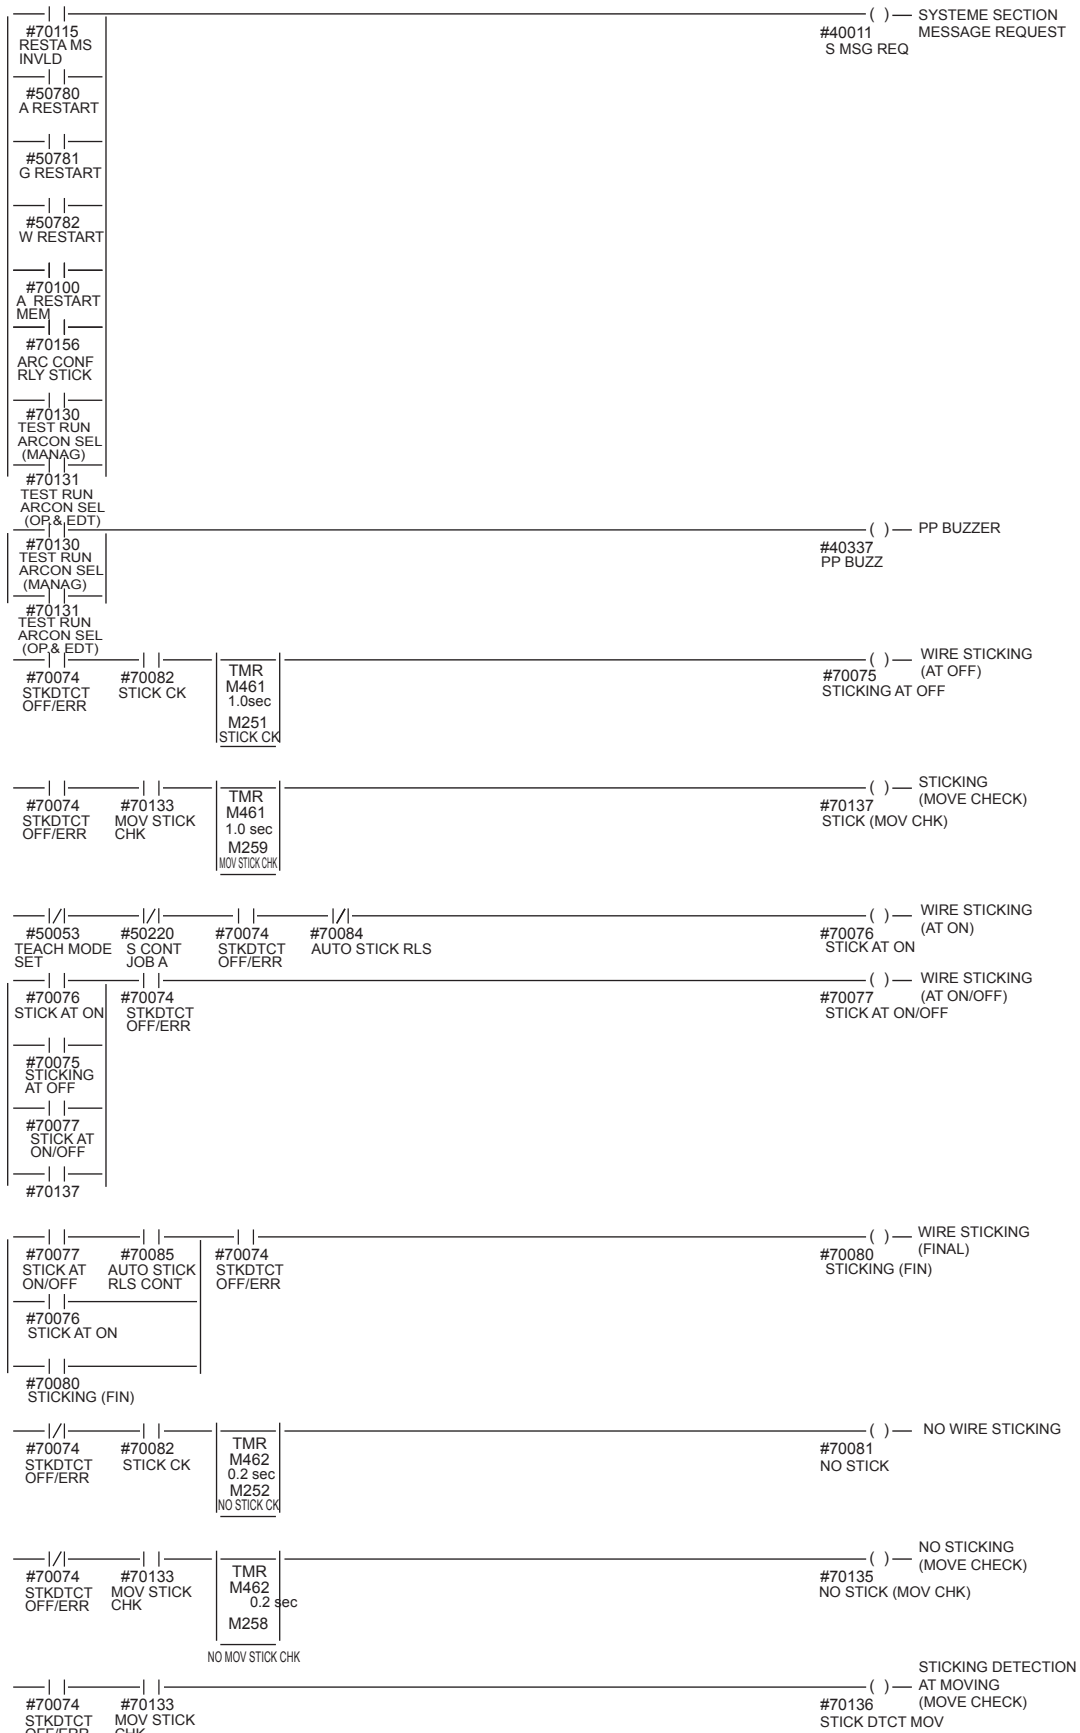 SYSTEME SECTION
MESSAGE REQUEST
#70115
RESTA MS
INVLD
#40011
S MSG REQ
#50780
A RESTART
#50781
G RESTART
#50782
W RESTART
#70100
A RESTART
MEM
#70156
ARC CONF
RLY STICK
#70130
TEST RUN
ARCON SEL
(MANAG)
#70131
TEST RUN
ARCON SEL
(OP & EDT)
PP BUZZER
#70130
TEST RUN
ARCON SEL
(MANAG)
#40337
PP BUZZ
#70131
TEST RUN
ARCON SEL
(OP & EDT)
WIRE STICKING
(AT OFF)
#70074
STKDTCT
OFF/ERR
#70082
STICK CK
TMR
M461
1.0sec
M251
STICK CK
#70075
STICKING AT OFF
STICKING
(MOVE CHECK)
#70074
STKDTCT
OFF/ERR
#70133
MOV STICK
CHK
TMR
M461
1.0 sec
M259
MOV STICK CHK
#70137
STICK (MOV CHK)
WIRE STICKING
(AT ON)
#50053
TEACH MODE
SET
#50220
S CONT
JOB A
#70074
STKDTCT
OFF/ERR
#70084
AUTO STICK RLS
#70076
STICK AT ON
WIRE STICKING
(AT ON/OFF)
#70076
STICK AT ON
#70074
STKDTCT
OFF/ERR
#70077
STICK AT ON/OFF
#70075
STICKING
AT OFF
#70077
STICK AT
ON/OFF
#70137
WIRE STICKING
(FINAL)
#70077
STICK AT
ON/OFF
#70085
AUTO STICK
RLS CONT
#70074
STKDTCT
OFF/ERR
#70080
STICKING (FIN)
#70076
STICK AT ON
#70080
STICKING (FIN)
NO WIRE STICKING
#70074
STKDTCT
OFF/ERR
#70082
STICK CK
TMR
M462
0.2 sec
M252
NO STICK CK
#70081
NO STICK
NO STICKING
(MOVE CHECK)
#70074
STKDTCT
OFF/ERR
#70133
MOV STICK
CHK
TMR
M462
0.2 sec
M258
NO MOV STICK CHK
#70135
NO STICK (MOV CHK)
STICKING DETECTION
AT MOVING
(MOVE CHECK)
#70074
STKDTCT
OFF/ERR
#70133
MOV STICK
CHK
#70136
STICK DTCT MOV